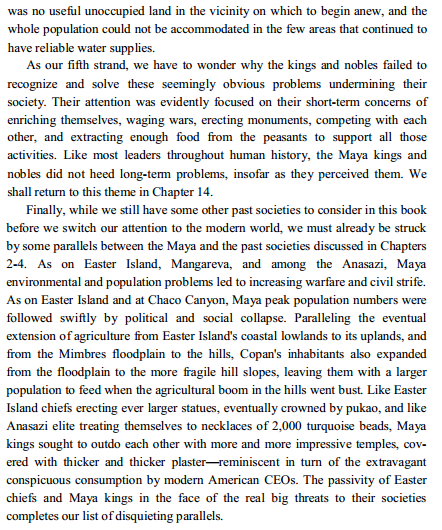 was no useful unoccupied land in the vicinity on which to begin anew, and the
whole population could not be accommodated in the few areas that continued to
have reliable water supplies.
As our fifth strand, we have to wonder why the kings and nobles failed to
recognize and solve these seemingly obvious problems undermining their
society. Their attention was evidently focused on their short-term concerns of
enriching themselves, waging wars, erecting monuments, competing with each
other, and extracting enough food from the peasants to support all those
activities. Like most leaders throughout human history, the Maya kings and
nobles did not heed long-term problems, insofar as they perceived them. We
shall return to this theme in Chapter 14.
Finally, while we still have some other past societies to consider in this book
before we switch our attention to the modern world, we must already be struck
by some parallels between the Maya and the past societies discussed in Chapters
2-4. As on Easter Island, Mangareva, and among the Anasazi, Maya
environmental and population problems led to increasing warfare and civil strife.
As on Easter Island and at Chaco Canyon, Maya peak population numbers were
followed swiftly by political and social collapse. Paralleling the eventual
extension of agriculture from Easter Island's coastal lowlands to its uplands, and
from the Mimbres floodplain to the hills, Copan's inhabitants also expanded
from the floodplain to the more fragile hill slopes, leaving them with a larger
population to feed when the agricultural boom in the hills went bust. Like Easter
Island chiefs erecting ever larger statues, eventually crowned by pukao, and like
Anasazi elite treating themselves to necklaces of 2,000 turquoise beads, Maya
kings sought to outdo each other with more and more impressive temples, cov-
ered with thicker and thicker plaster—reminiscent in turn of the extravagant
conspicuous consumption by modern American CEOs. The passivity of Easter
chiefs and Maya kings in the face of the real big threats to their societies
completes our list of disquieting parallels.